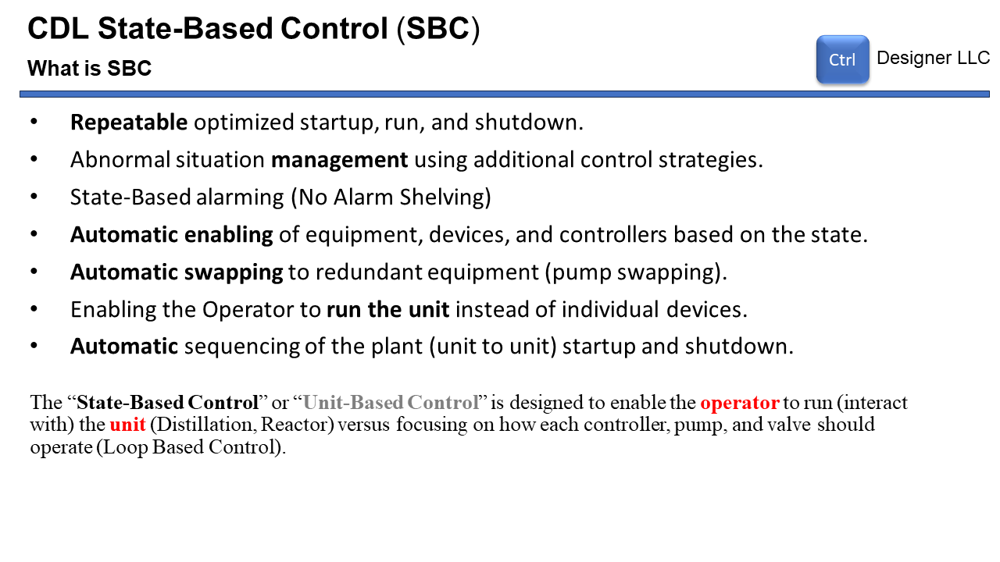 CDL State-Based Control (SBC)
What is SBC
Ctrl Designer LLC
• Repeatable optimized startup, run, and shutdown.
• Abnormal situation management using additional control strategies.
• State-Based alarming (No Alarm Shelving)
• Automatic enabling of equipment, devices, and controllers based on the state.
• Automatic swapping to redundant equipment (pump swapping).
• Enabling the Operator to run the unit instead of individual devices.
• Automatic sequencing of the plant (unit to unit) startup and shutdown.
The “State-Based Control” or “Unit-Based Control” is designed to enable the operator to run (interact
with) the unit (Distillation, Reactor) versus focusing on how each controller, pump, and valve should
operate (Loop Based Control).